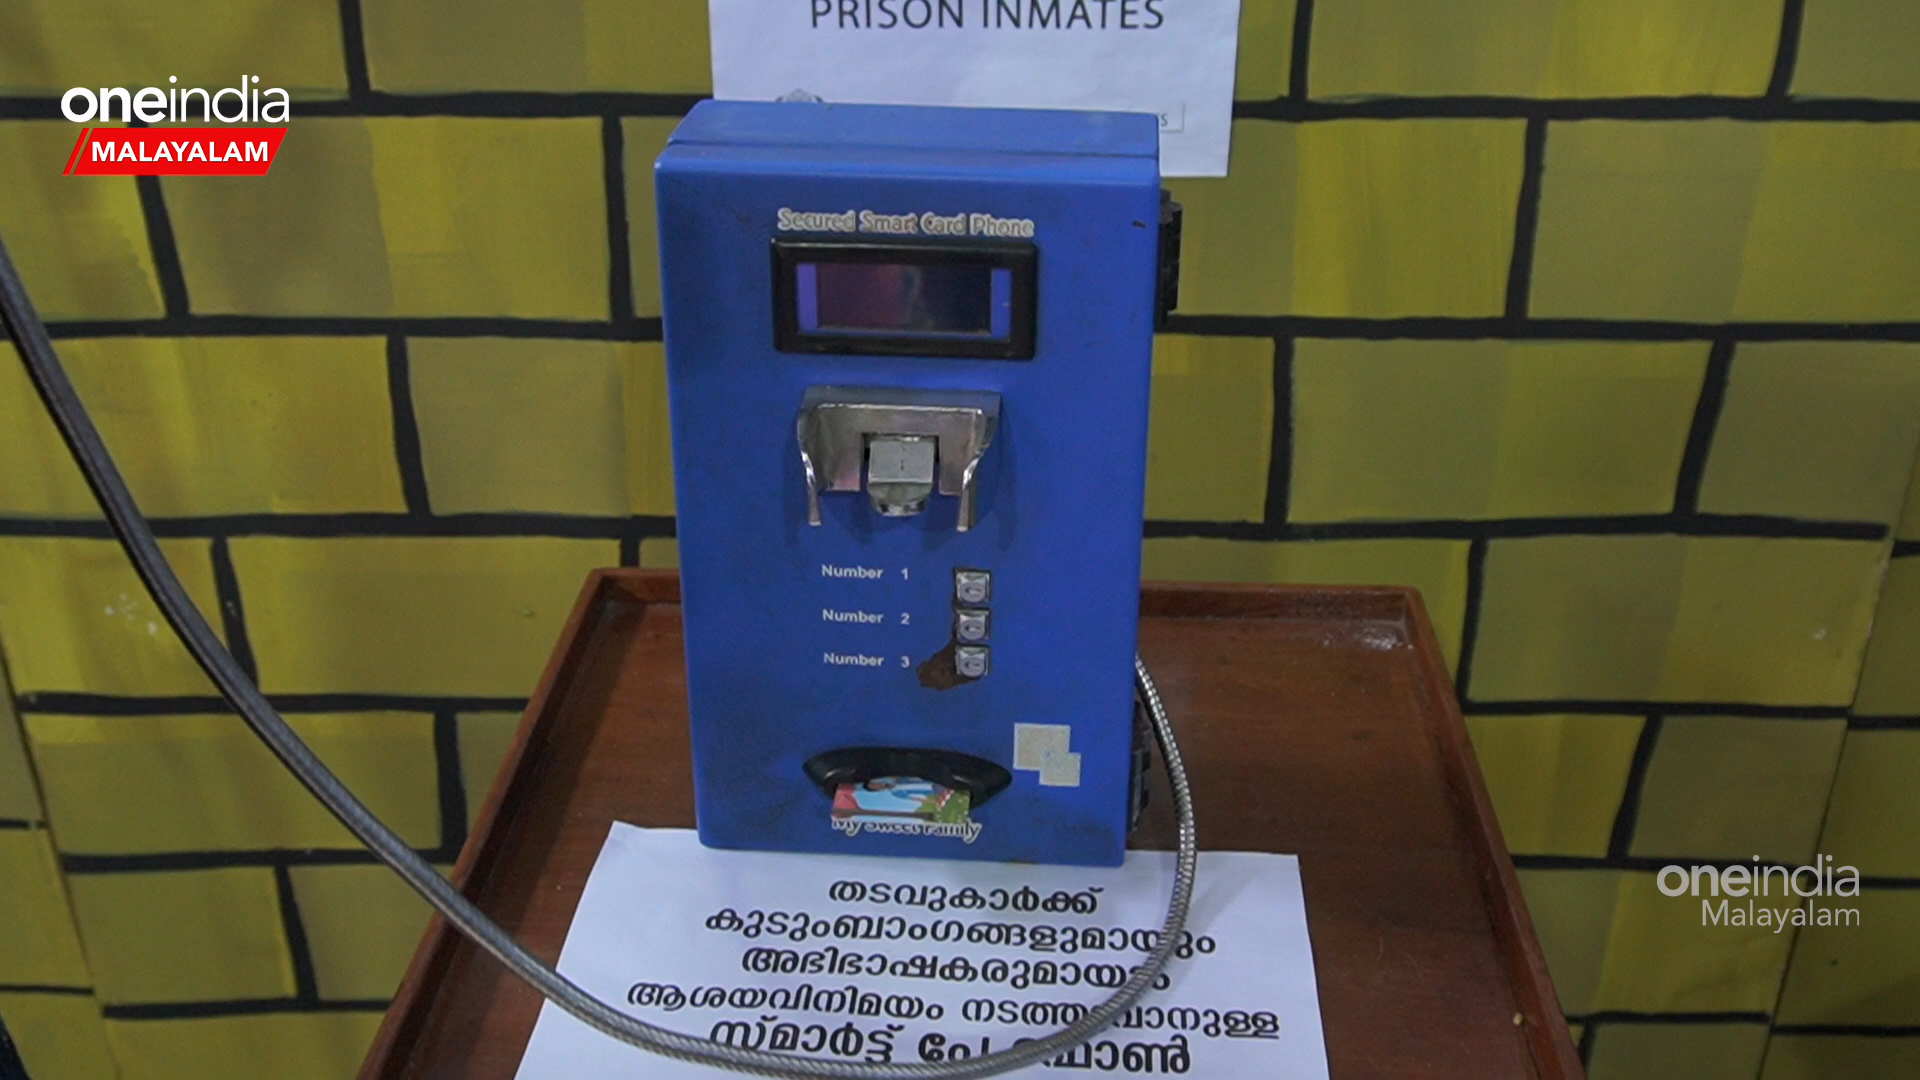 PRISON INMATES
oneindia
MALAYALAM
Secured Smart Card Phone
Number 1
Number 2
Number 3
My Sweet Family
തടവുകാർക്ക്
കുടുംബാംഗങ്ങളുമായും
അഭിഭാഷകരുമായും
ആശയവിനിമയം നടത്തുവാനുള്ള
സ്മാർട്ട് പേ ഫോൺ
oneindia
Malayalam